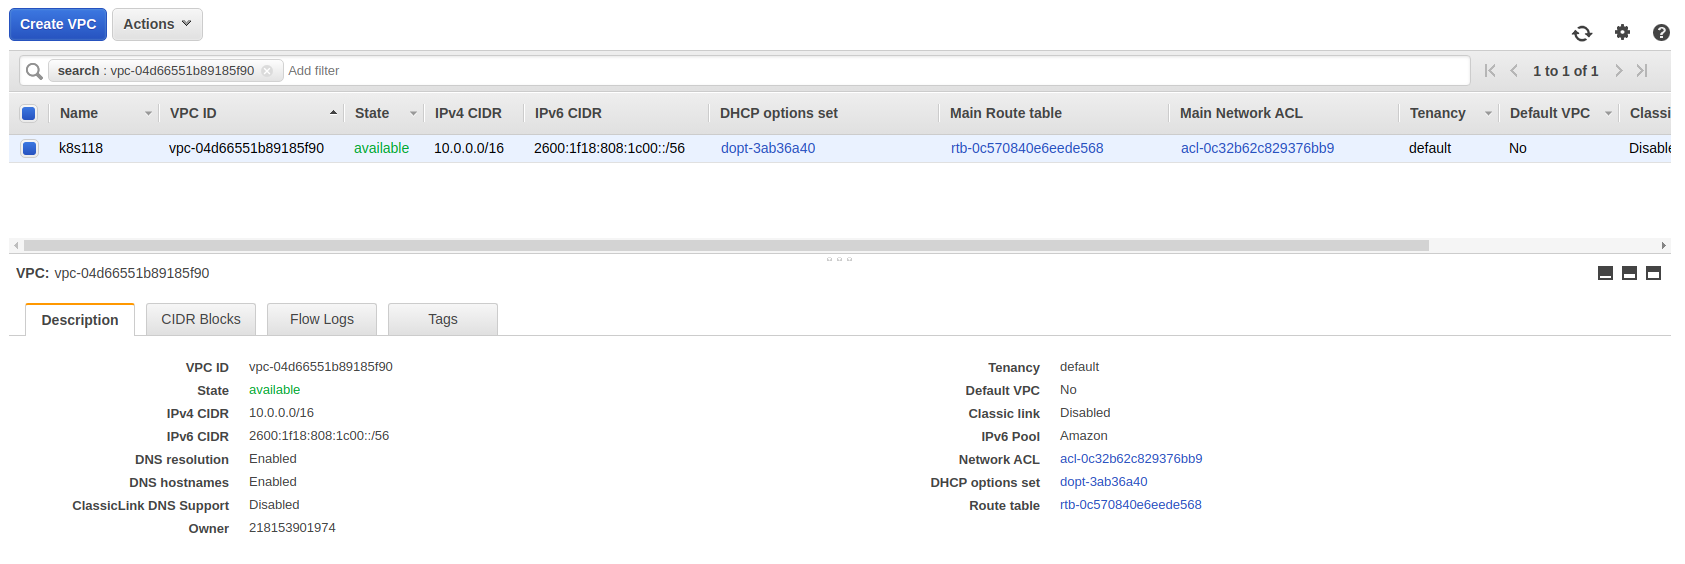 Create VPC Actions
search : vpc-04d66551b89185f90 Add filter 1 to 1 of 1
Name VPC ID State IPv4 CIDR IPv6 CIDR DHCP options set Main Route table Main Network ACL Tenancy Default VPC Classi
k8s118 vpc-04d66551b89185f90 available 10.0.0.0/16 2600:1f18:808:1c00::/56 dopt-3ab36a40 rtb-0c570840e6eede568 acl-0c32b62c829376bb9 default No Disable
VPC: vpc-04d66551b89185f90
Description CIDR Blocks Flow Logs Tags
VPC ID vpc-04d66551b89185f90
State available
IPv4 CIDR 10.0.0.0/16
IPv6 CIDR 2600:1f18:808:1c00::/56
DNS resolution Enabled
DNS hostnames Enabled
ClassicLink DNS Support Disabled
Owner 218153901974
Tenancy default
Default VPC No
Classic link Disabled
IPv6 Pool Amazon
Network ACL acl-0c32b62c829376bb9
DHCP options set dopt-3ab36a40
Route table rtb-0c570840e6eede568